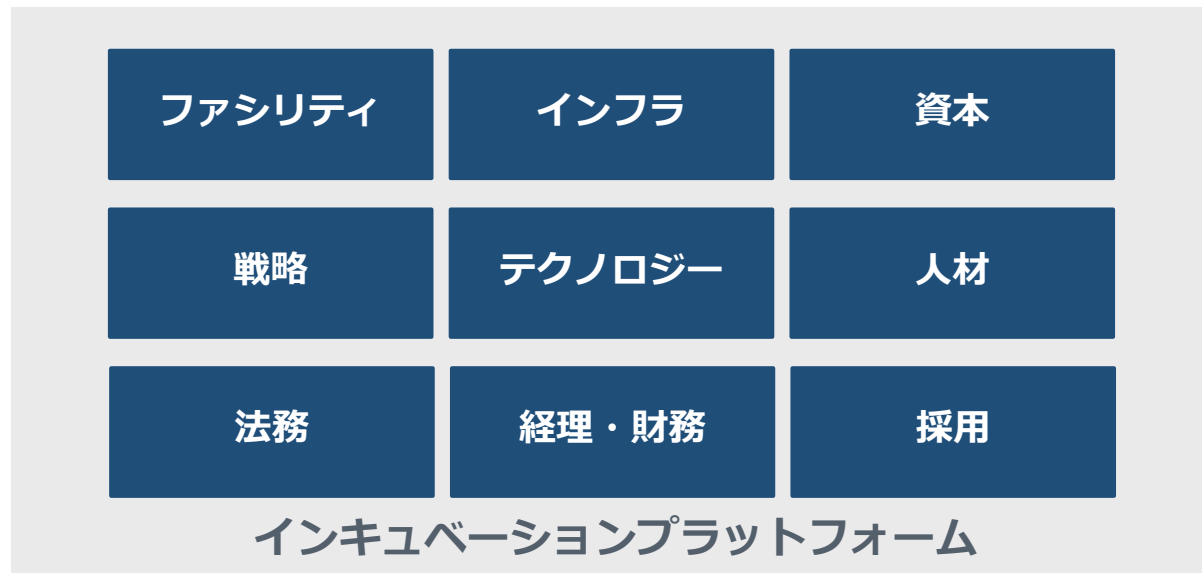 ファシリティ
インフラ
資本
戦略
テクノロジー
人材
法務
経理・財務
採用
インキュベーションプラットフォーム